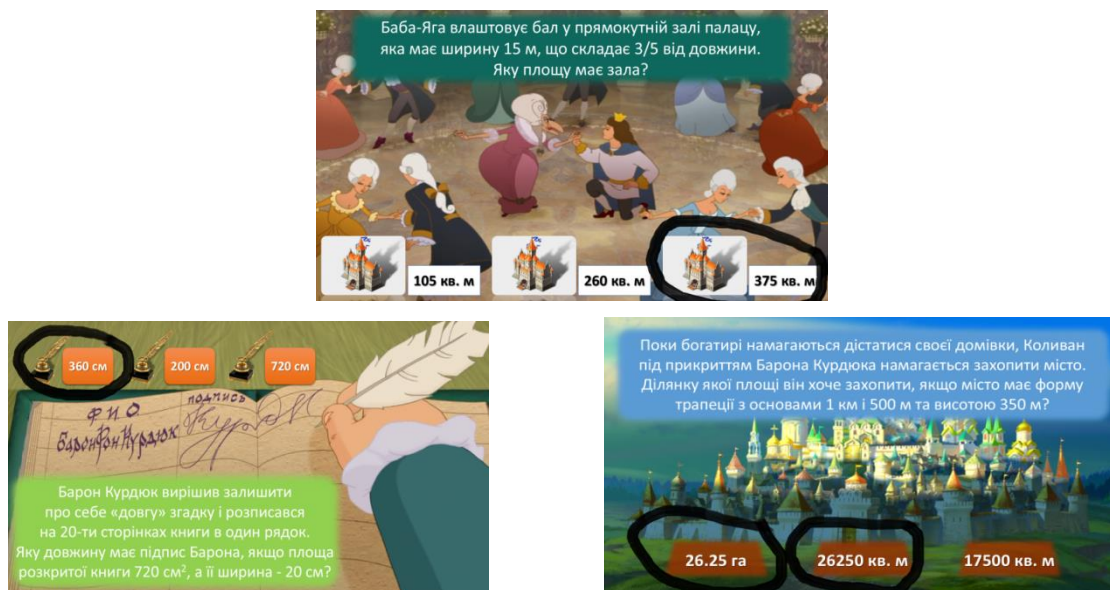 Баба-Яга влаштовує бал у прямокутній залі палацу,
яка має ширину 15 м, що складає 3/5 від довжини.
Яку площу має зала?
105 кв. м
260 кв. м
375 кв. м
360 см
200 см
720 см
ФИО
подпись
Барон Фон Курдюк
Барон Курдюк вирішив залишити
про себе «довгу» згадку і розписався
на 20-ти сторінках книги в один рядок.
Яку довжину має підпис Барона, якщо площа
розкритої книги 720 см², а її ширина - 20 см?
Поки богатирі намагаються дістатися своєї домівки, Коливан
під прикриттям Барона Курдюка намагається захопити місто.
Ділянку якої площі він хоче захопити, якщо місто має форму
трапеції з основами 1 км і 500 м та висотою 350 м?
26.25 га
26250 кв. м
17500 кв. м